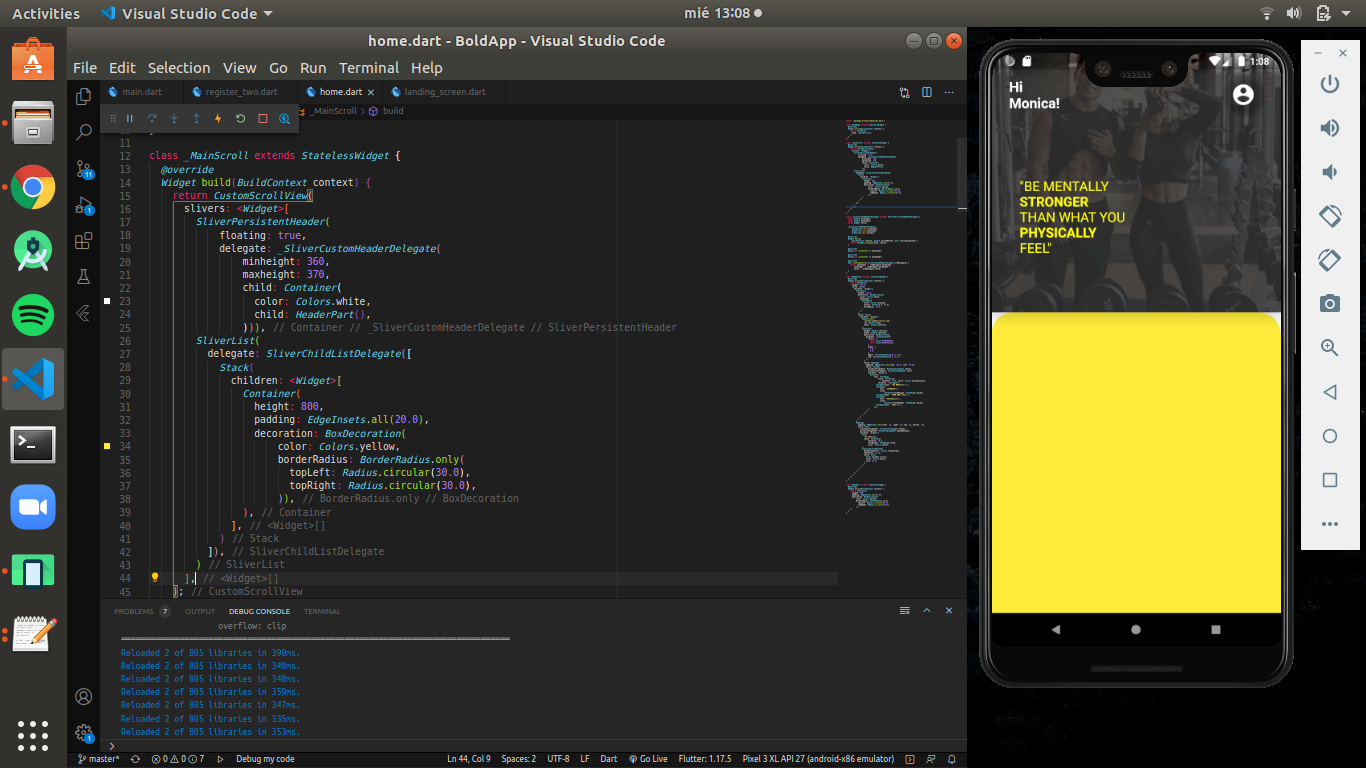 Activities
Visual Studio Code
mié 13:08
home.dart - BoldApp - Visual Studio Code
File Edit Selection View Go Run Terminal Help
main.dart
register_two.dart
home.dart
landing_screen.dart
_MainScroll
build
11
12 class _MainScroll extends StatelessWidget {
13 @override
14 Widget build(BuildContext context) {
15 return CustomScrollView(
16 slivers: <Widget>[
17 SliverPersistentHeader(
18 floating: true,
19 delegate: _SliverCustomHeaderDelegate(
20 minheight: 360,
21 maxheight: 370,
22 child: Container(
23 color: Colors.white,
24 child: HeaderPart(),
25 ))), // Container // _SliverCustomHeaderDelegate // SliverPersistentHeader
26 SliverList(
27 delegate: SliverChildListDelegate([
28 Stack(
29 children: <Widget>[
30 Container(
31 height: 800,
32 padding: EdgeInsets.all(20.0),
33 decoration: BoxDecoration(
34 color: Colors.yellow,
35 borderRadius: BorderRadius.only(
36 topLeft: Radius.circular(30.0),
37 topRight: Radius.circular(30.0),
38 )), // BorderRadius.only // BoxDecoration
39 ), // Container
40 ], // <Widget>[]
41 ) // Stack
42 ]), // SliverChildListDelegate
43 ) // SliverList
44 ], // <Widget>[]
45 ); // CustomScrollView
11
1
PROBLEMS 7 OUTPUT DEBUG CONSOLE TERMINAL
overflow: clip
Reloaded 2 of 805 libraries in 390ms.
Reloaded 2 of 805 libraries in 348ms.
Reloaded 2 of 805 libraries in 348ms.
Reloaded 2 of 805 libraries in 359ms.
Reloaded 2 of 805 libraries in 347ms.
Reloaded 2 of 805 libraries in 335ms.
Reloaded 2 of 805 libraries in 353ms.
1
master* 0 0 7 Debug my code
Ln 44, Col 9 Spaces: 2 UTF-8 LF Dart Go Live Flutter: 1.17.5 Pixel 3 XL API 27 (android-x86 emulator)
1:08
Hi
Monica!
"BE MENTALLY
STRONGER
THAN WHAT YOU
PHYSICALLY
FEEL"